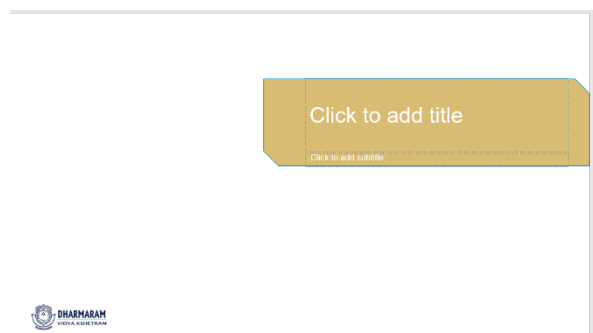 Click to add title
Click to add subtitle
DHARMARAM
VIDYA KSHETRAM